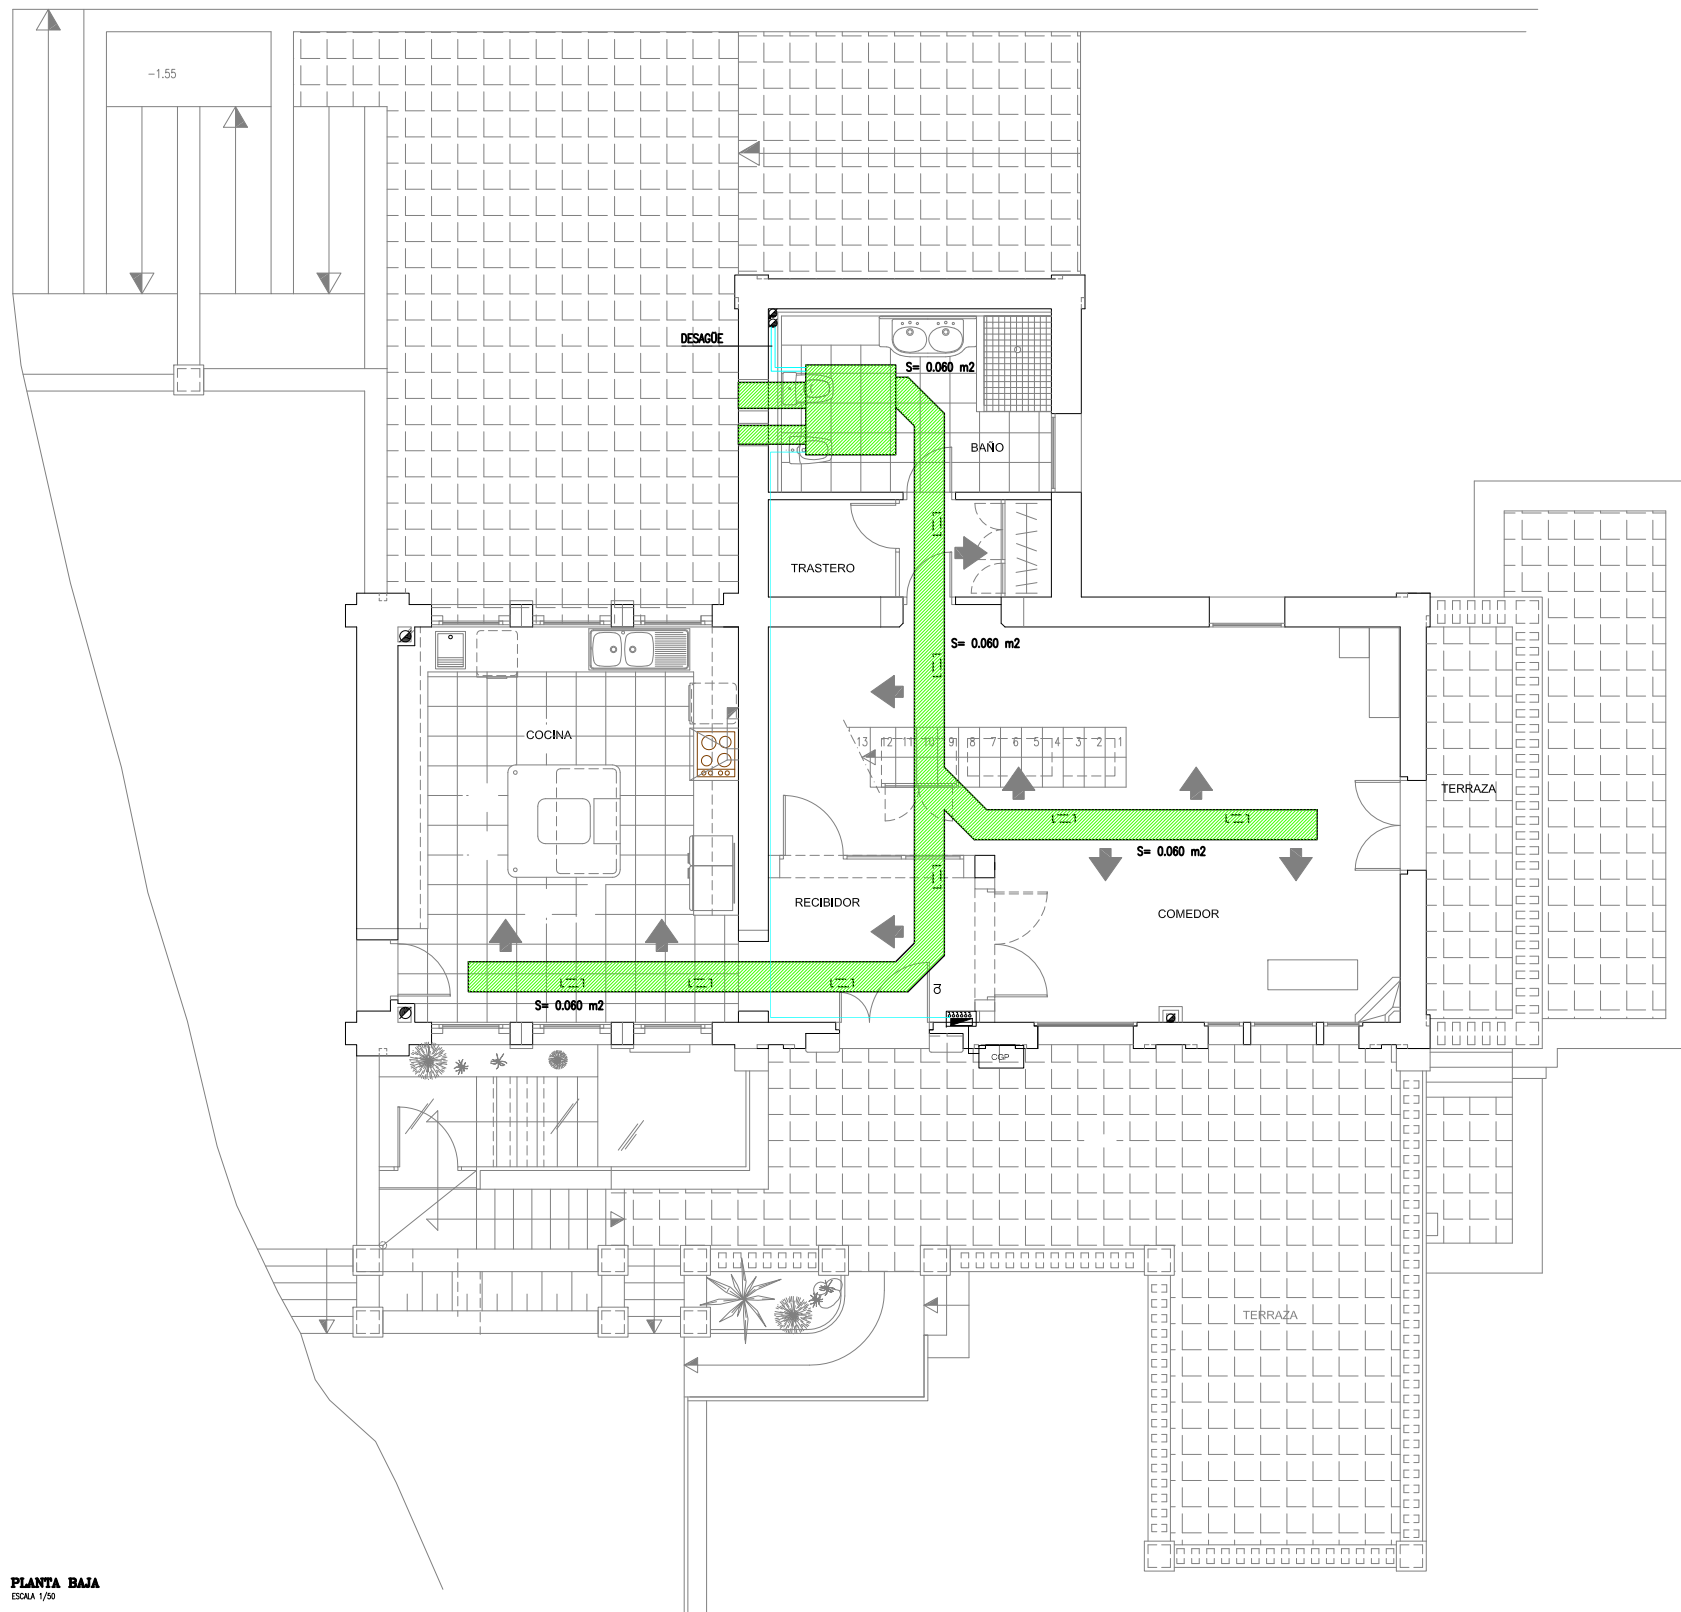 -1.55
DESAGÜE
S= 0.060 m2
BAÑO
TRASTERO
S= 0.060 m2
COCINA
13 12 11 10 9 8 7 6 5 4 3 2 1
TERRAZA
S= 0.060 m2
RECIBIDOR
COMEDOR
S= 0.060 m2
CGP
TERRAZA
PLANTA BAJA
ESCALA 1/50